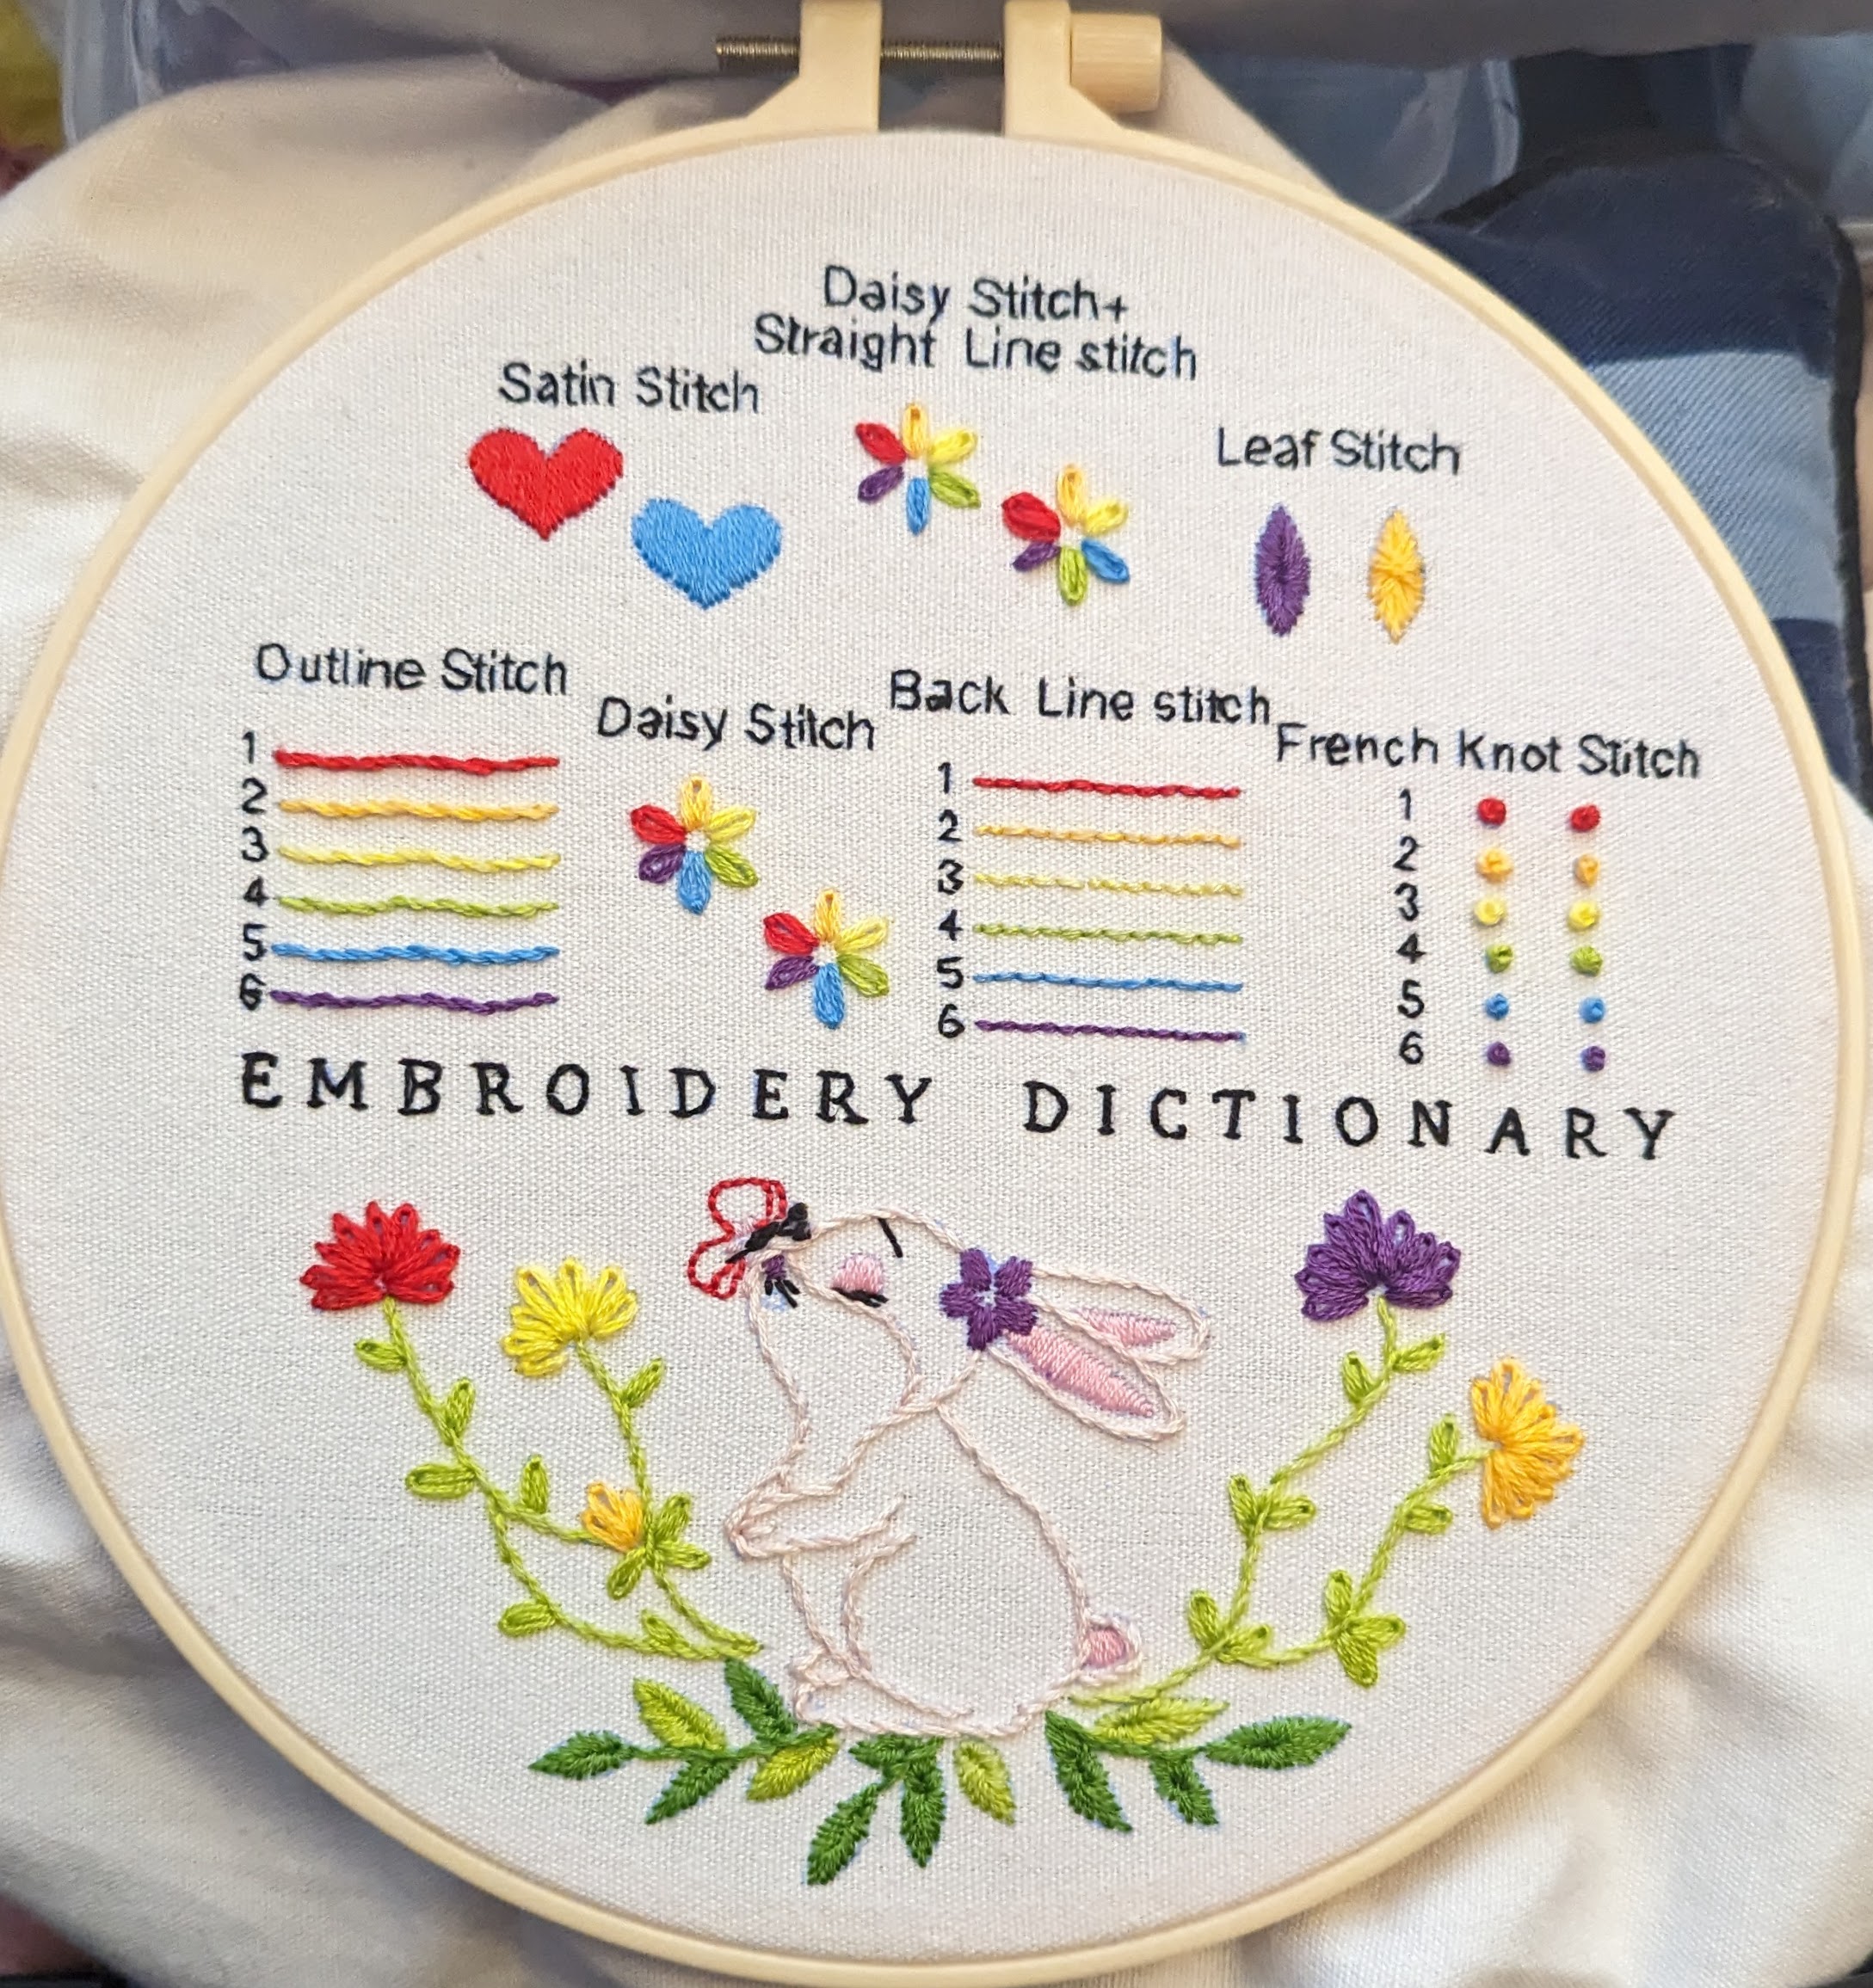 Daisy Stitch+
Straight Line stitch
Satin Stitch
Leaf Stitch
Outline Stitch
1
2
3
4
5
6
Daisy Stitch
Back Line stitch
1
2
3
4
5
6
French Knot Stitch
1
2
3
4
5
6
EMBROIDERY DICTIONARY